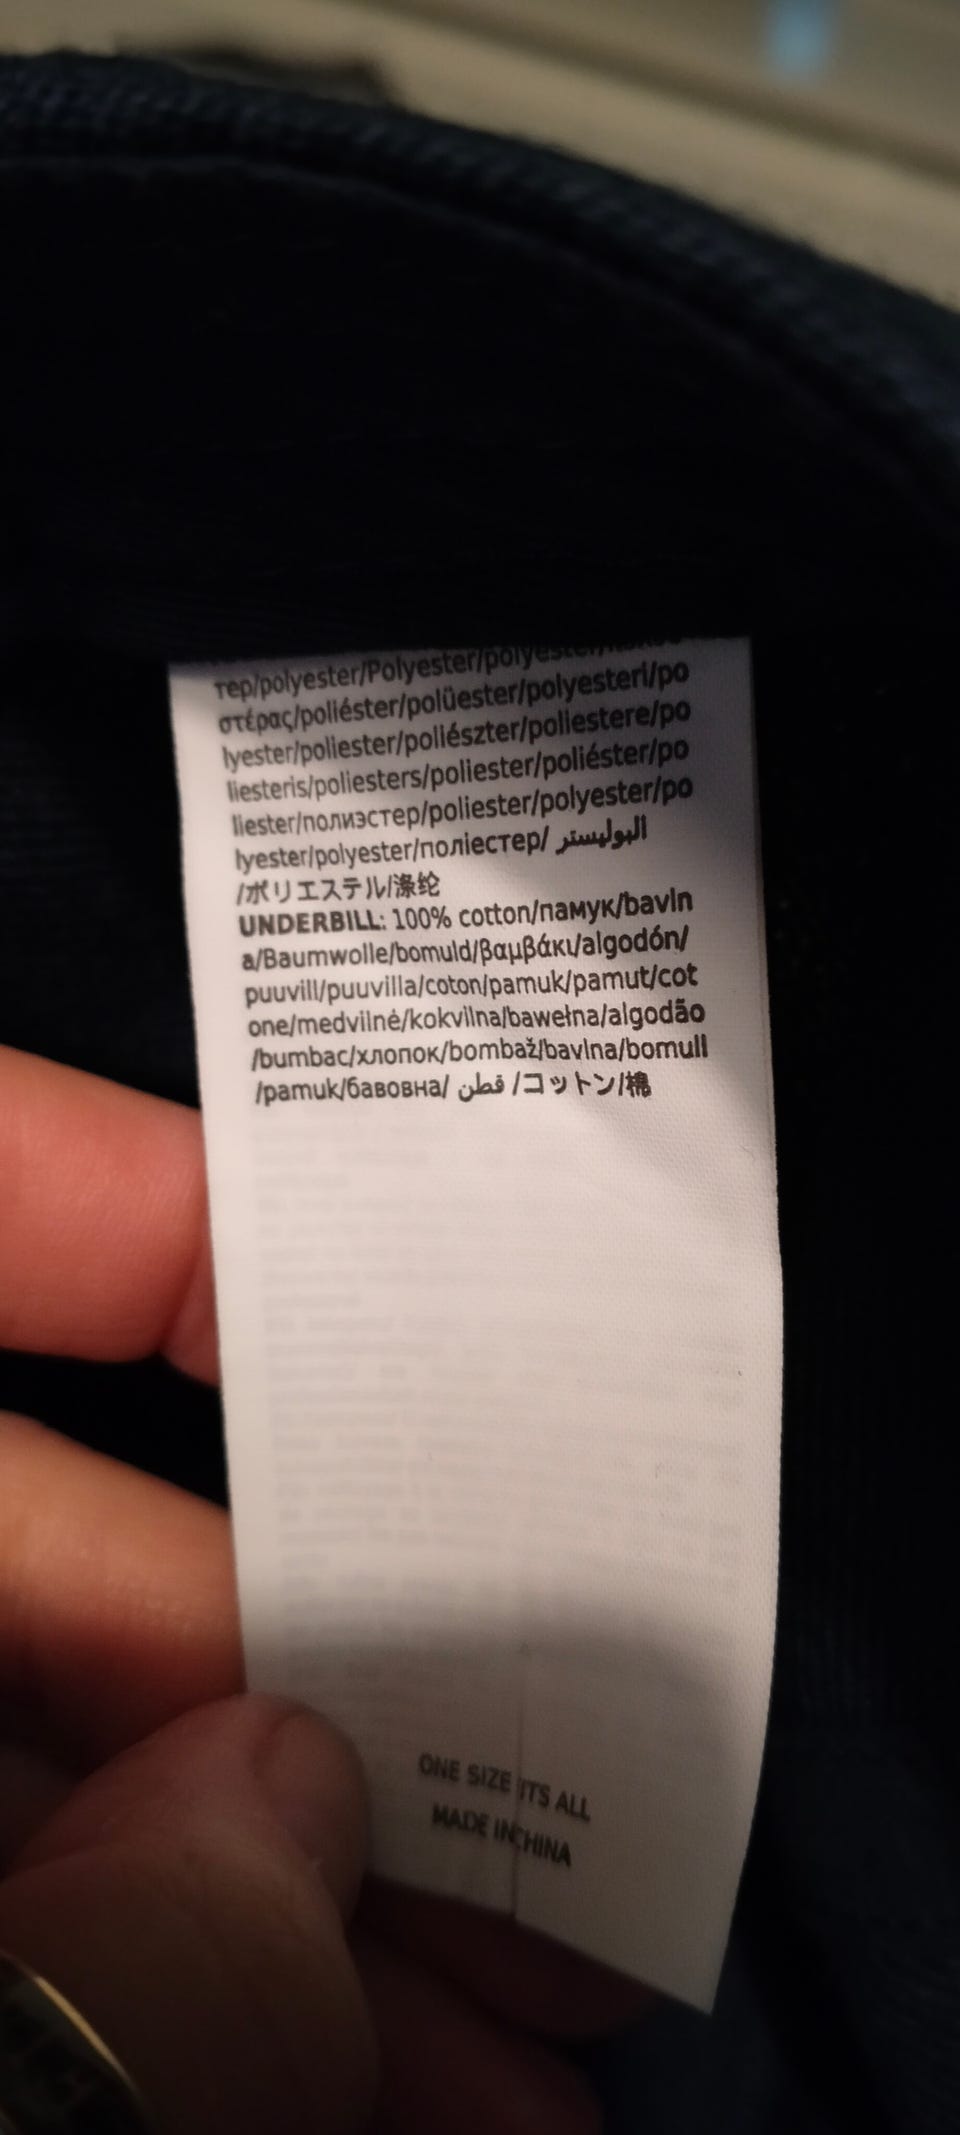 тер/polyester/Polyester/polyester/
στέρας/poliéster/polüester/polyesteri/po
lyester/poliester/poliészter/poliestere/po
liesteris/poliesters/poliester/poliéster/po
liester/полиэстер/poliester/polyester/po
lyester/polyester/поліестер/ البوليستر
/ポリエステル/涤纶
UNDERBILL: 100% cotton/памук/bavln
a/Baumwolle/bomuld/βαμβάκι/algodón/
puuvill/puuvilla/coton/pamuk/pamut/cot
one/medvilnė/kokvilna/bawełna/algodão
/bumbac/хлопок/bombaž/bavlna/bomull
/pamuk/бавовна/ قطن /コットン/棉
ONE SIZE ITS ALL
MADE IN CHINA